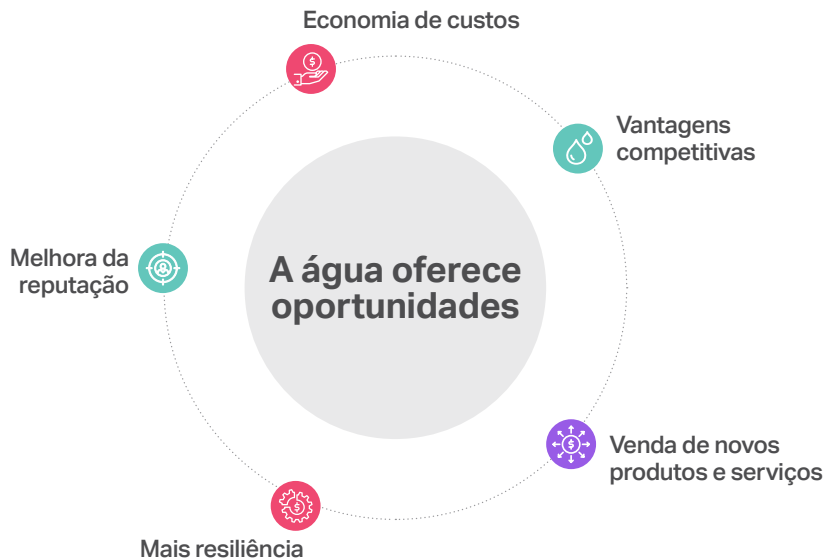 Economia de custos
Vantagens
competitivas
Melhora da
reputação
A água oferece
oportunidades
Venda de novos
produtos e serviços
Mais resiliência